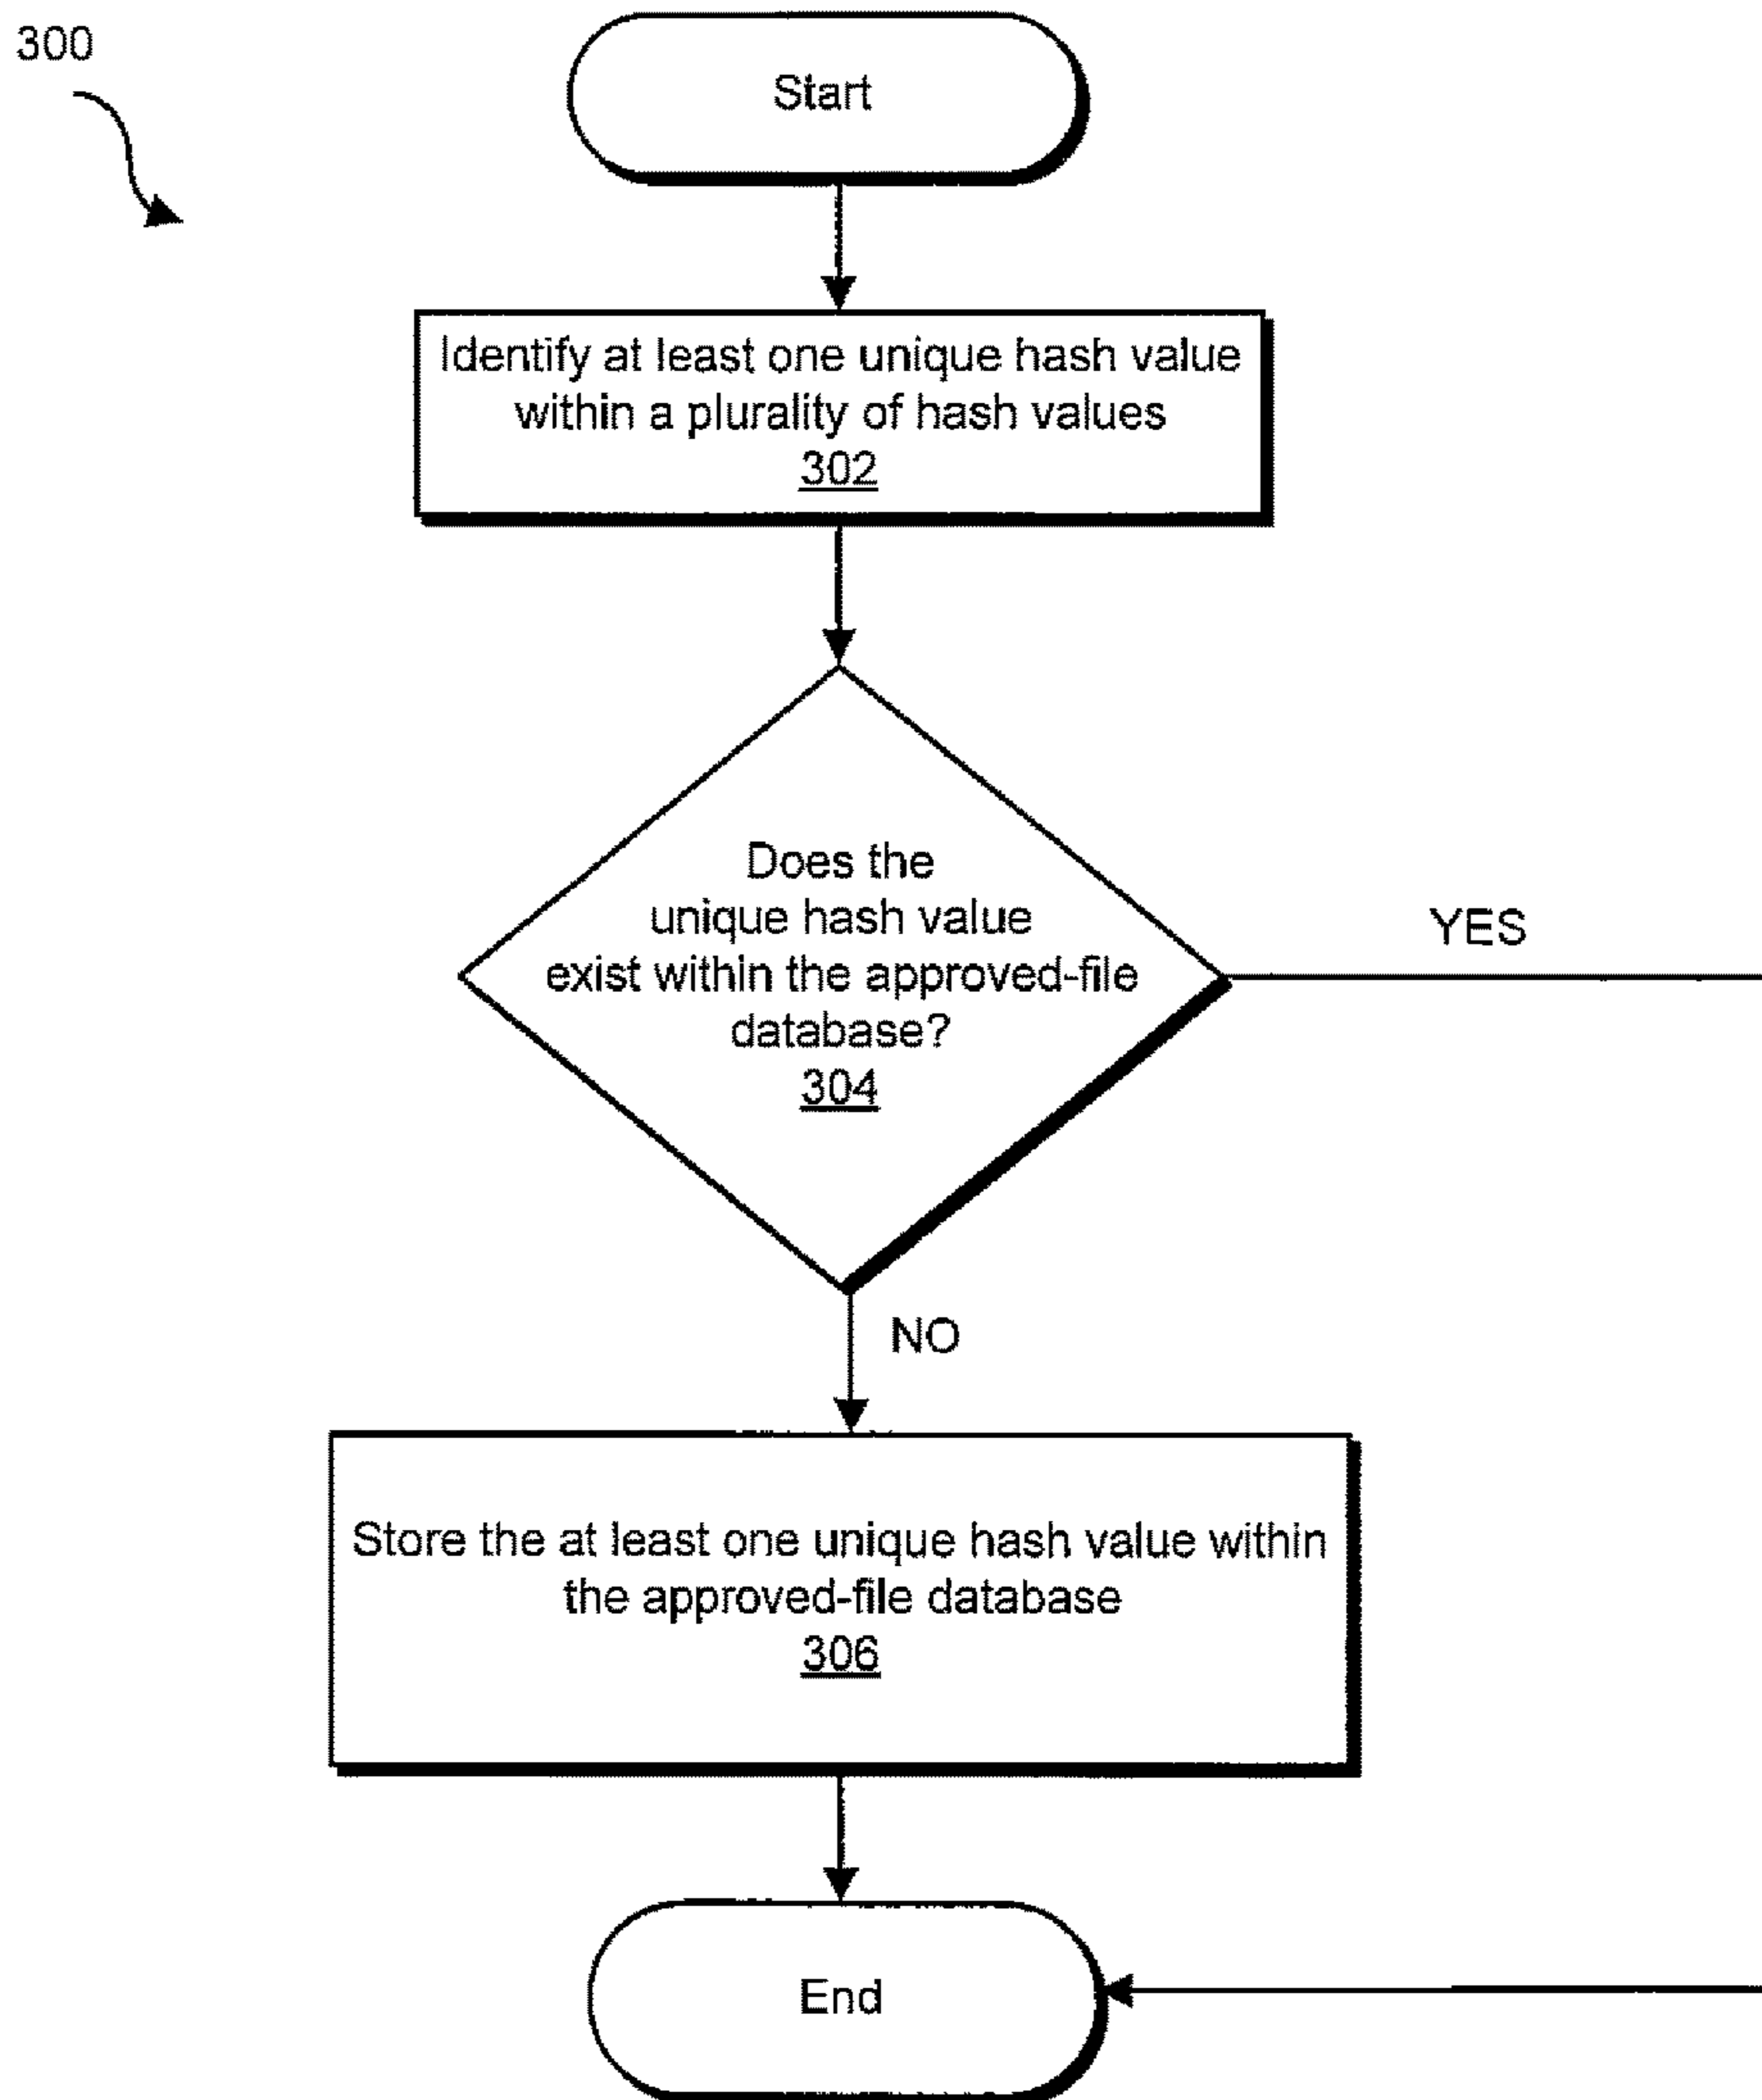 300
Start
Identify at least one unique hash value
within a plurality of hash values
302
Does the
unique hash value
exist within the approved-file
database?
304
YES
NO
Store the at least one unique hash value within
the approved-file database
306
End